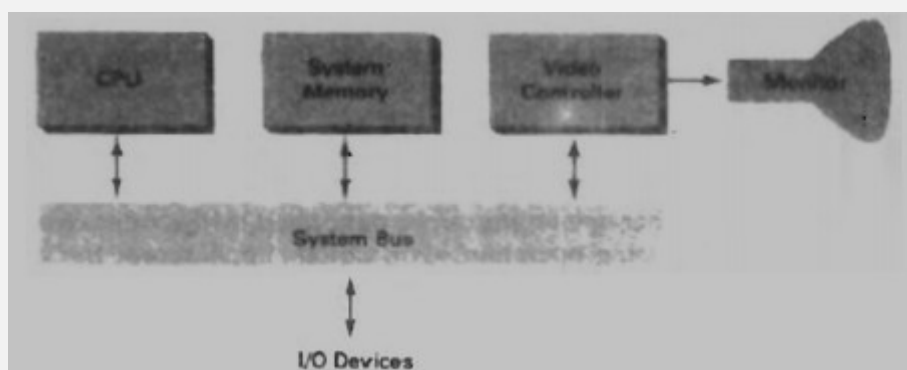 CPU
System
Memory
Video
Controller
Monitor
System Bus
I/O Devices